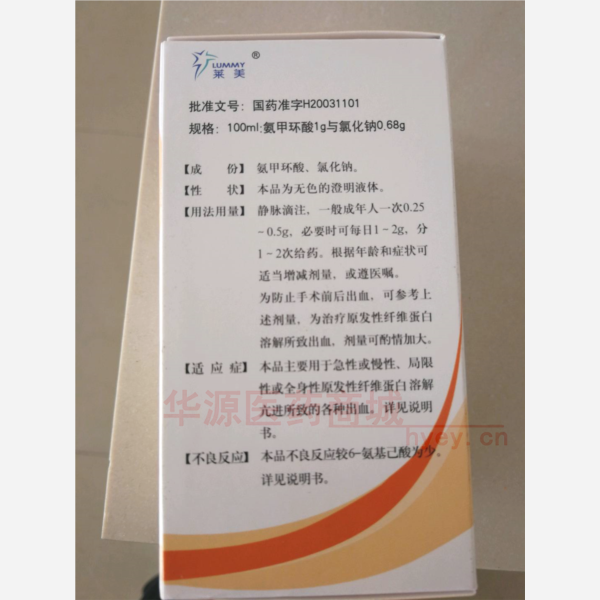 LUMMY ®
莱美
批准文号：国药准字H20031101
规格：100ml:氨甲环酸1g与氯化钠0.68g
【成 份】 氨甲环酸、氯化钠。
【性 状】 本品为无色的澄明液体。
【用法用量】 静脉滴注，一般成年人一次0.25
-0.5g，必要时可每日1-2g，分
1-2次给药。根据年龄和症状可
适当增减剂量，或遵医嘱。
为防止手术前后出血，可参考上
述剂量，为治疗原发性纤维蛋白
溶解所致出血，剂量可酌情加大。
【适 应 症】 本品主要用于急性或慢性、局限
性或全身性原发性纤维蛋白溶解
亢进所致的各种出血。详见说明
书。
【不良反应】 本品不良反应较6-氨基己酸为少。
详见说明书。
华源医药商城
hyey.cn